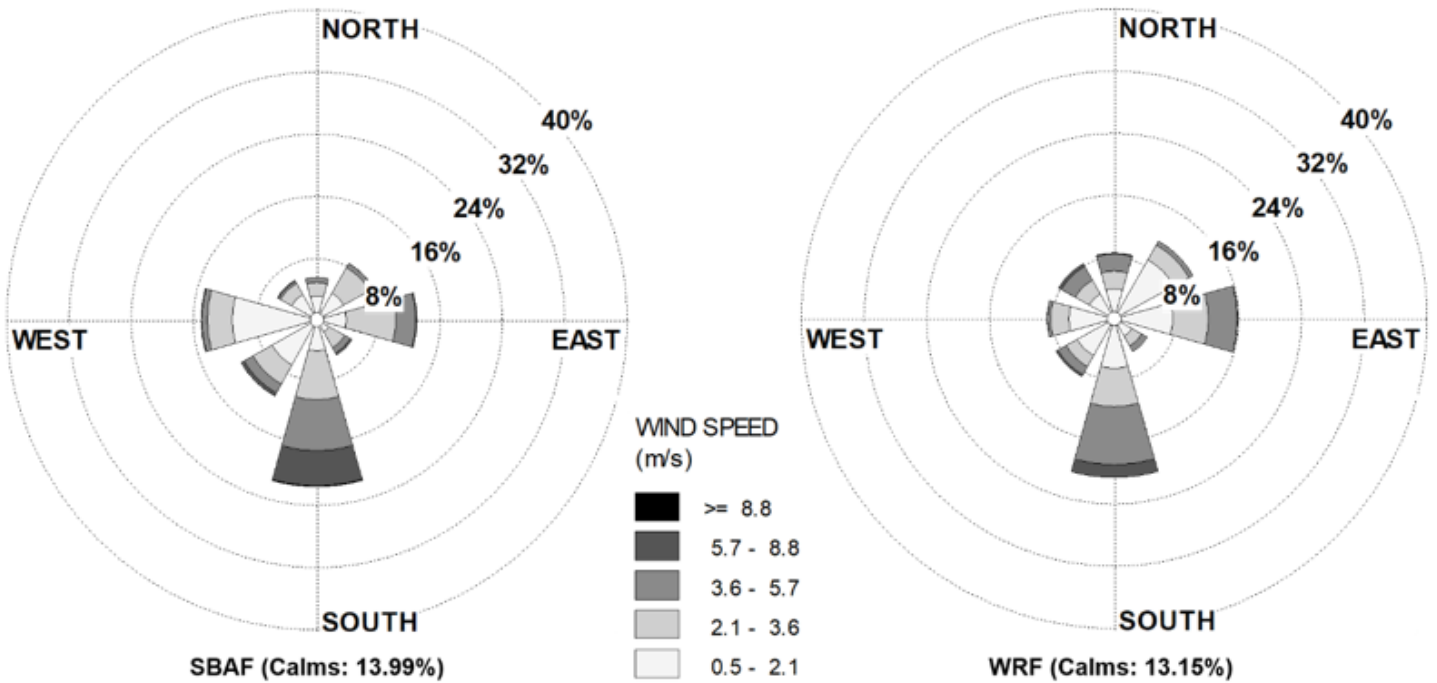 NORTH
40%
32%
24%
16%
8%
WEST
EAST
SOUTH
SBAF (Calms: 13.99%)
WIND SPEED
(m/s)
>= 8.8
5.7 - 8.8
3.6 - 5.7
2.1 - 3.6
0.5 - 2.1
NORTH
40%
32%
24%
16%
8%
WEST
EAST
SOUTH
WRF (Calms: 13.15%)